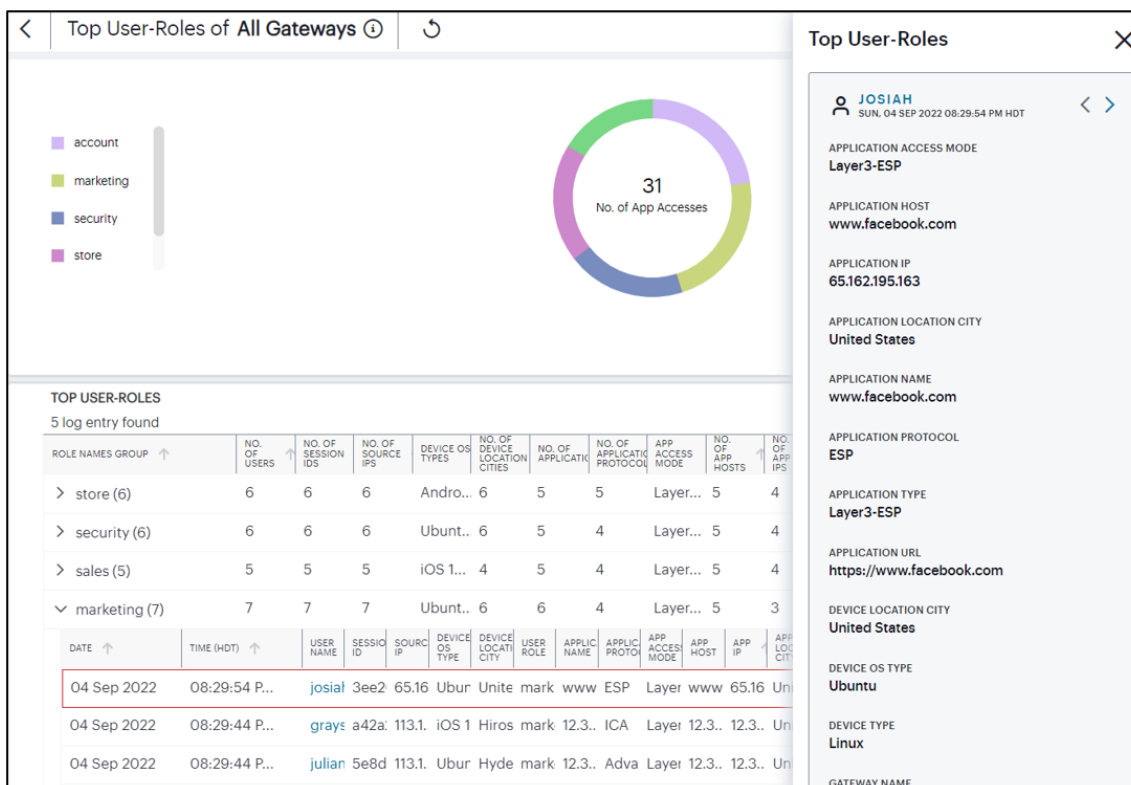 Top User-Roles of All Gateways
account
marketing
security
store
31
No. of App Accesses
TOP USER-ROLES
5 log entry found
ROLE NAMES GROUP NO. OF USERS NO. OF SESSION IDS NO. OF SOURCE IPS DEVICE OS TYPES NO. OF DEVICE LOCATION CITIES NO. OF APPLICATIO NO. OF APPLICATIO PROTOCOL APP ACCESS MODE NO. OF APP HOSTS NO. OF APP IPS
store (6) 6 6 6 Andro... 6 5 5 Layer... 5 4
security (6) 6 6 6 Ubunt... 6 5 4 Layer... 5 4
sales (5) 5 5 5 iOS 1... 4 5 4 Layer... 5 4
marketing (7) 7 7 7 Ubunt... 6 6 4 Layer... 5 3
DATE TIME (HDT) USER NAME SESSIO ID SOURC IP DEVICE OS TYPE DEVICE LOCATI CITY USER ROLE APPLIC NAME APPLIC PROTO APP ACCES MODE APP HOST APP IP APP LOC CIT
04 Sep 2022 08:29:54 P... josiah 3ee2 65.16 Ubun Unite mark www ESP Layer www 65.16 Uni
04 Sep 2022 08:29:44 P... grays a42a 113.1. iOS 1 Hiros mark 12.3.. ICA Layer 12.3.. 12.3.. Uni
04 Sep 2022 08:29:44 P... julian 5e8d 113.1. Ubun Hyde mark 12.3.. Adva Layer 12.3.. 12.3.. Uni
Top User-Roles
JOSIAH
SUN, 04 SEP 2022 08:29:54 PM HDT
APPLICATION ACCESS MODE
Layer3-ESP
APPLICATION HOST
www.facebook.com
APPLICATION IP
65.162.195.163
APPLICATION LOCATION CITY
United States
APPLICATION NAME
www.facebook.com
APPLICATION PROTOCOL
ESP
APPLICATION TYPE
Layer3-ESP
APPLICATION URL
https://www.facebook.com
DEVICE LOCATION CITY
United States
DEVICE OS TYPE
Ubuntu
DEVICE TYPE
Linux
GATEWAY NAME